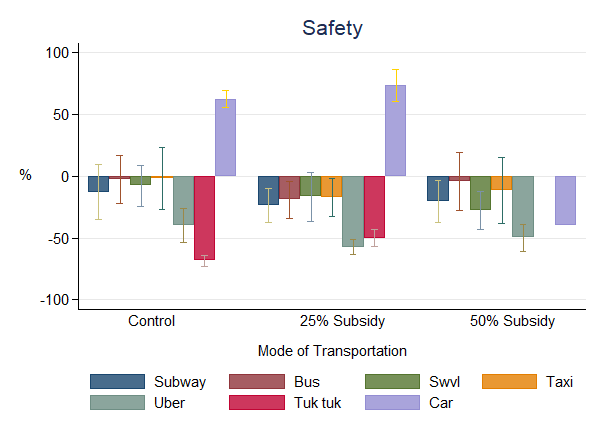 Safety
100
50
%
0
-50
-100
Control 25% Subsidy 50% Subsidy
Mode of Transportation
Subway Bus Swvl Taxi
Uber Tuk tuk Car